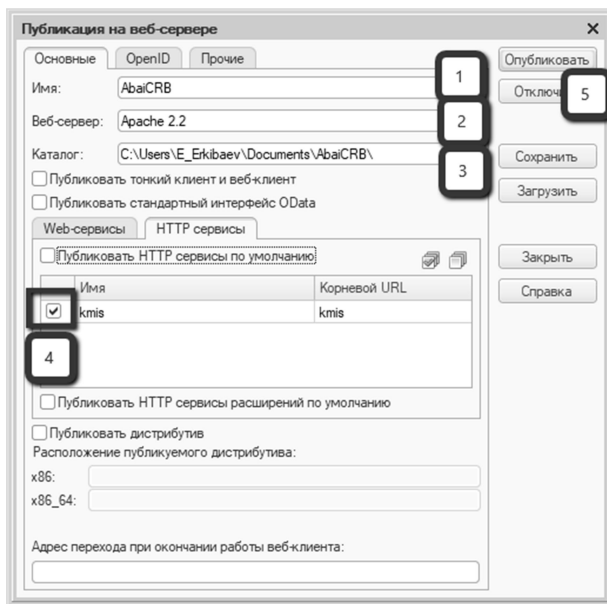 Публикация на веб-сервере
Основные OpenID Прочие
Опубликовать
1
Имя: AbaiCRB
5
Веб-сервер: Apache 2.2
2
Каталог: C:\Users\E_Erkibaev\Documents\AbaiCRB\
Сохранить
3
Публиковать тонкий клиент и веб-клиент
Загрузить
Публиковать стандартный интерфейс OData
Web-сервисы HTTP сервисы
Публиковать HTTP сервисы по умолчанию
Закрыть
Имя Корневой URL
Справка
kmis kmis
4
Публиковать HTTP сервисы расширений по умолчанию
Публиковать дистрибутив
Расположение публикуемого дистрибутива:
x86:
x86_64:
Адрес перехода при окончании работы веб-клиента: